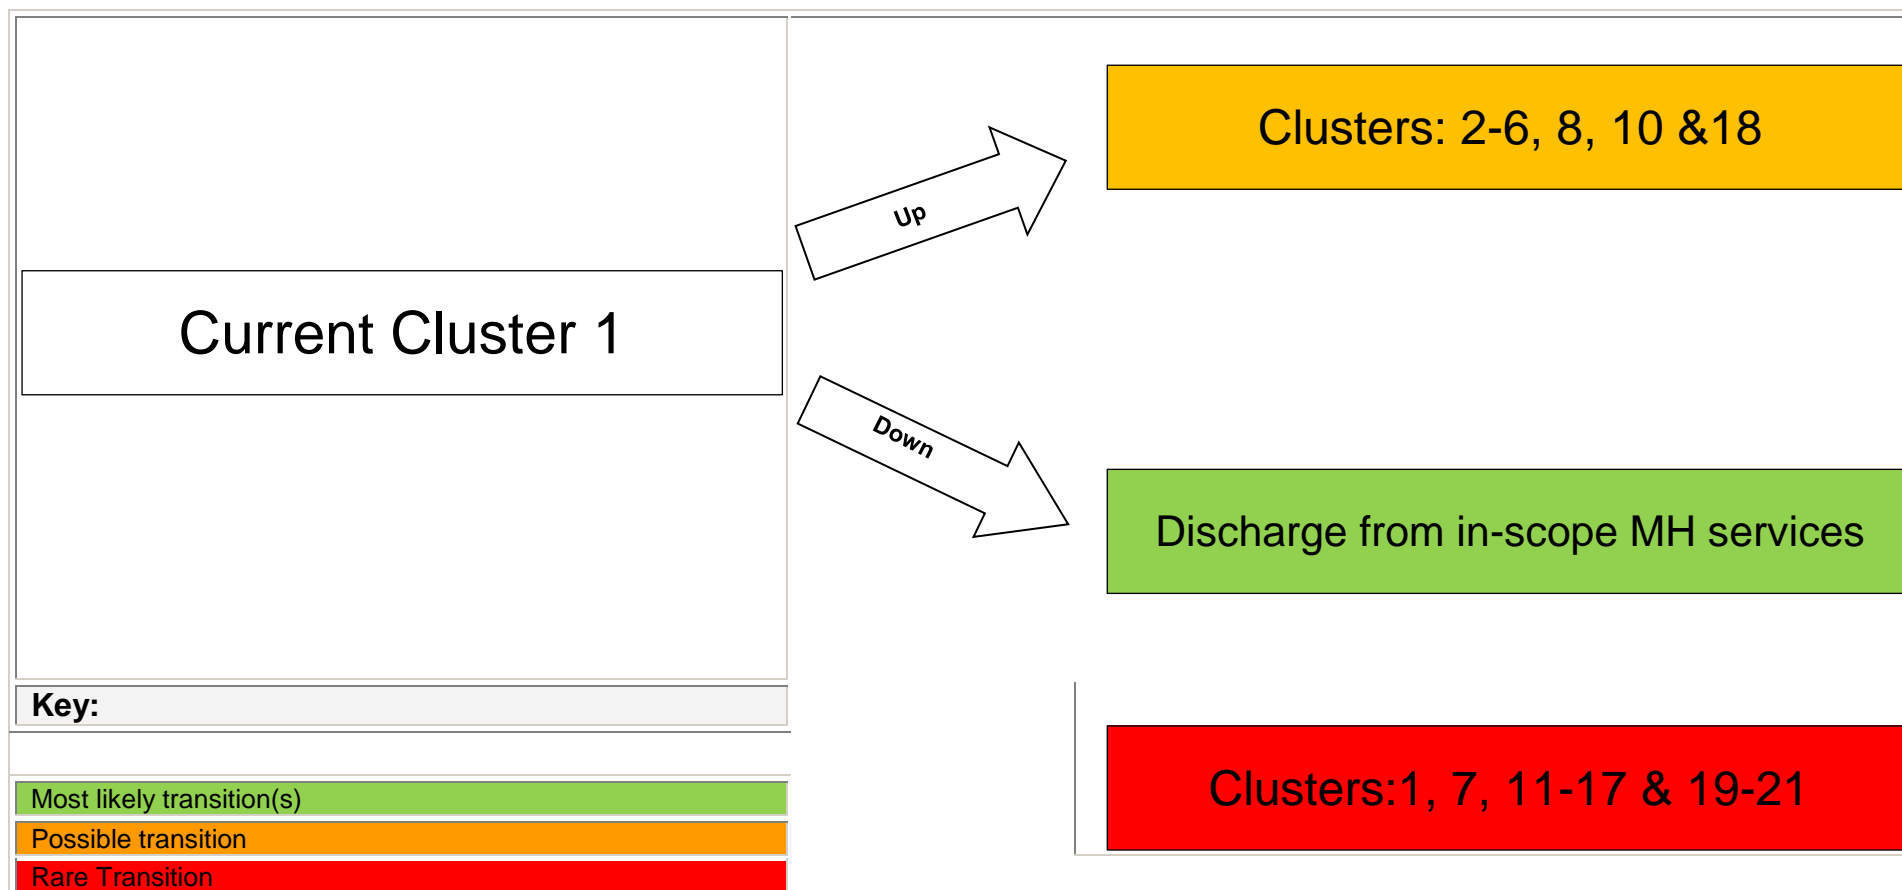 Clusters: 2-6, 8, 10 &18
Up
Current Cluster 1
Down
Discharge from in-scope MH services
Key:
Clusters:1, 7, 11-17 & 19-21
Most likely transition(s)
Possible transition
Rare Transition